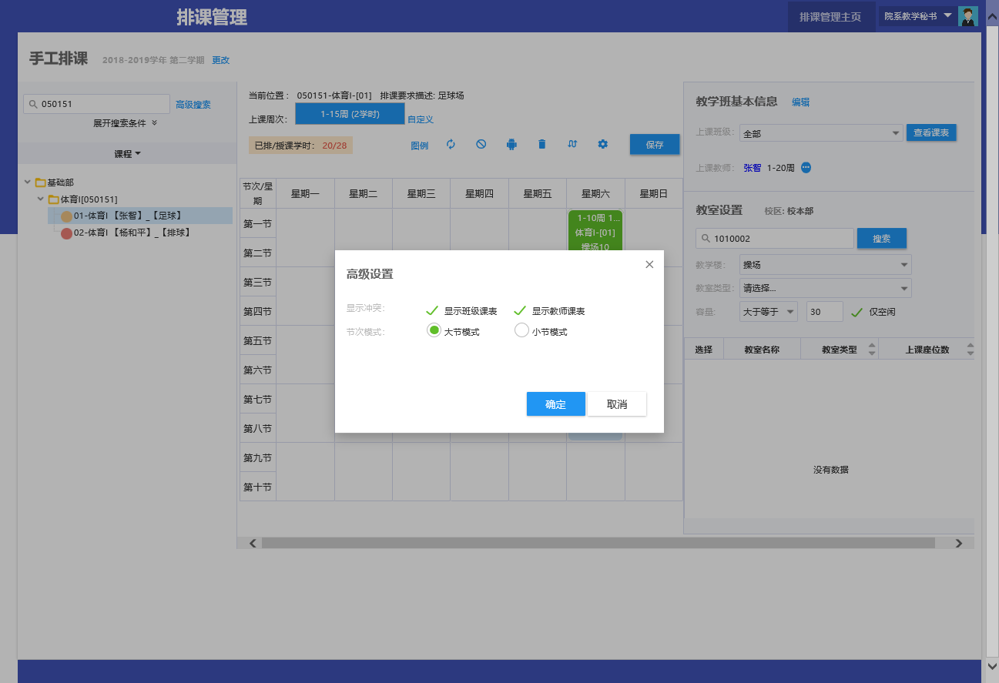 排课管理
排课管理主页
院系教学秘书
手工排课 2018-2019学年 第二学期 更改
050151
高级搜索
展开搜索条件
课程
基础部
体育I[050151]
01-体育I 【张智】_【足球】
02-体育I 【杨和平】_【排球】
当前位置： 050151-体育I-[01] 排课要求描述: 足球场
上课周次： 1-15周 (2学时) 自定义
已排/授课学时： 20/28
图例
保存
节次/星期 星期一 星期二 星期三 星期四 星期五 星期六 星期日
第一节
第二节
第三节
第四节
第五节
第六节
第七节
第八节
第九节
第十节
1-10周 1...
体育I-[01]
操场10
高级设置
显示冲突： 显示班级课表 显示教师课表
节次模式： 大节模式 小节模式
确定 取消
教学班基本信息 编辑
上课班级： 全部 查看课表
上课教师： 张智 1-20周
教室设置 校区: 校本部
1010002 搜索
教学楼： 操场
教室类型： 请选择...
容量： 大于等于 30 仅空闲
选择 教室名称 教室类型 上课座位数
没有数据